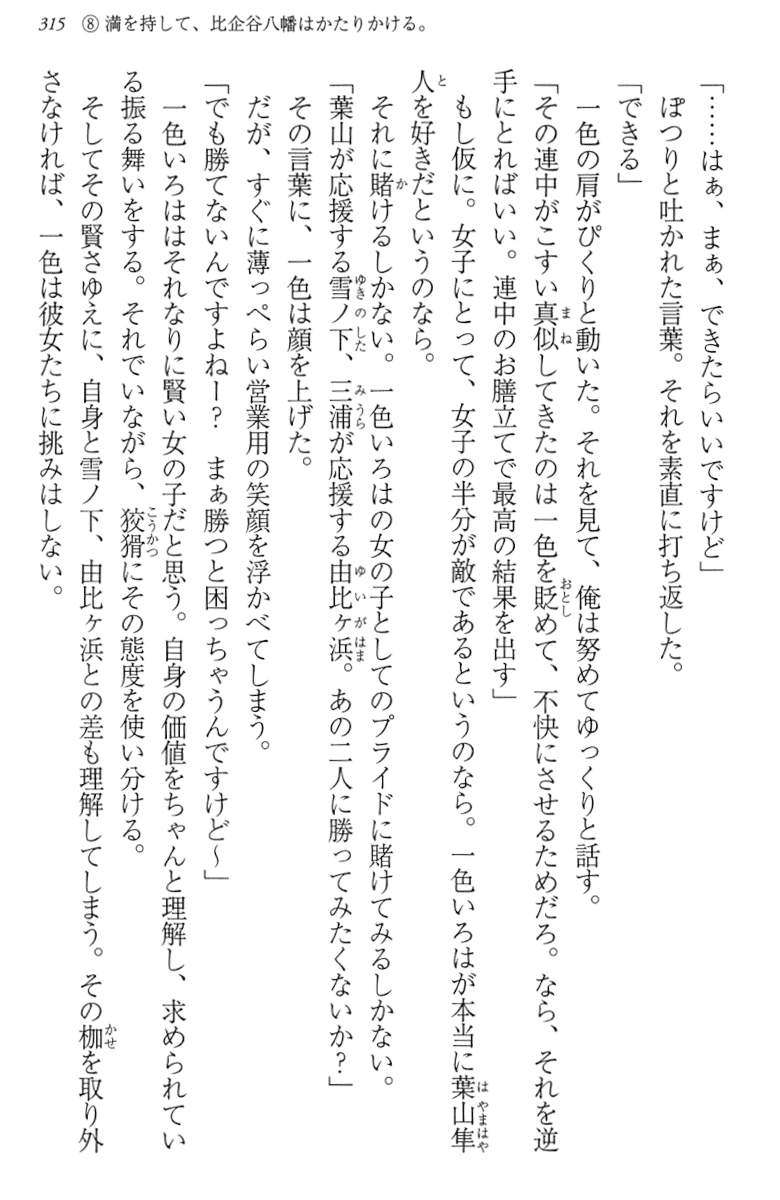 315 ⑧ 満を持して、比企谷八幡はかたりかける。
「……はぁ、まぁ、できたらいいですけど」
　ぽつりと吐かれた言葉。それを素直に打ち返した。
「できる」
　一色の肩がぴくりと動いた。それを見て、俺は努めてゆっくりと話す。
「その連中がこすい真似してきたのは一色を貶めて、不快にさせるためだろ。なら、それを逆
手にとればいい。連中のお膳立てで最高の結果を出す」
　もし仮に。女子にとって、女子の半分が敵であるというのなら。一色いろはが本当に葉山隼
人を好きだというのなら。
　それに賭けるしかない。一色いろはの女の子としてのプライドに賭けてみるしかない。
「葉山が応援する雪ノ下、三浦が応援する由比ヶ浜。あの二人に勝ってみたくないか？」
　その言葉に、一色は顔を上げた。
　だが、すぐに薄っぺらい営業用の笑顔を浮かべてしまう。
「でも勝てないんですよねー？　まぁ勝つと困っちゃうんですけど～」
　一色いろははそれなりに賢い女の子だと思う。自身の価値をちゃんと理解し、求められてい
る振る舞いをする。それでいながら、狡猾にその態度を使い分ける。
　そしてその賢さゆえに、自身と雪ノ下、由比ヶ浜との差も理解してしまう。その枷を取り外
さなければ、一色は彼女たちに挑みはしない。